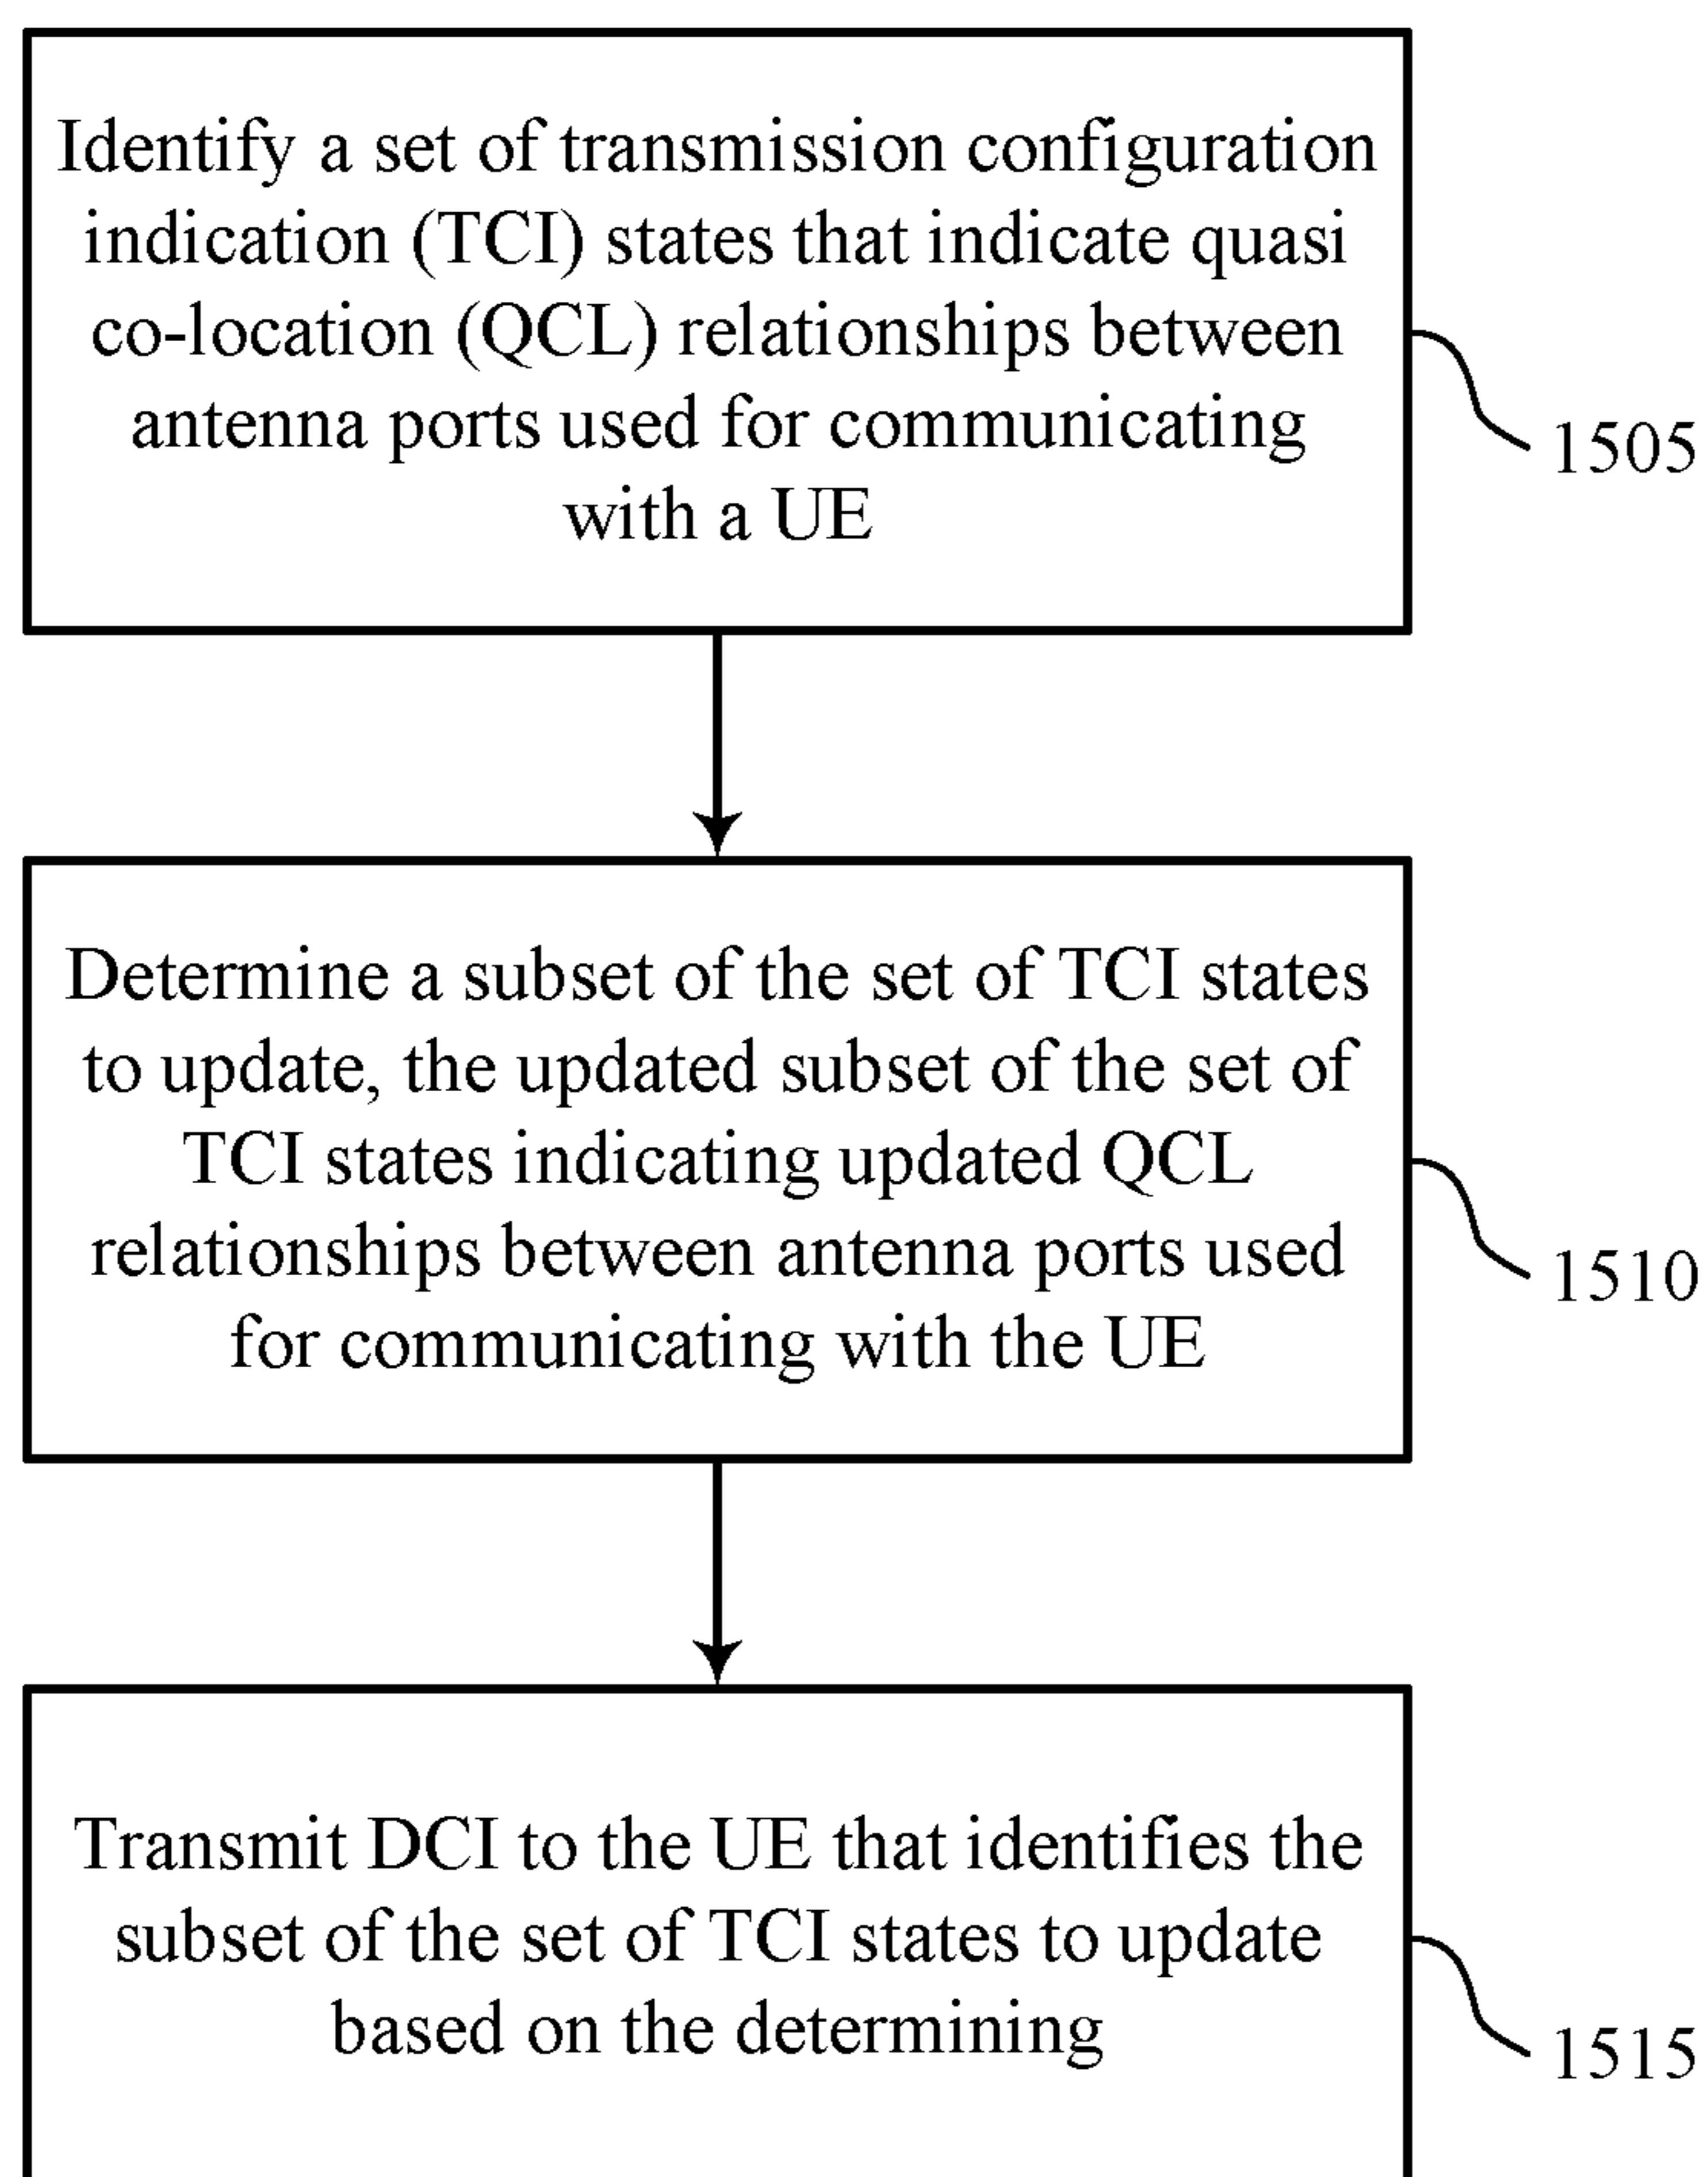 Identify a set of transmission configuration
indication (TCI) states that indicate quasi
co-location (QCL) relationships between
antenna ports used for communicating
with a UE
1505
Determine a subset of the set of TCI states
to update, the updated subset of the set of
TCI states indicating updated QCL
relationships between antenna ports used
for communicating with the UE
1510
Transmit DCI to the UE that identifies the
subset of the set of TCI states to update
based on the determining
1515